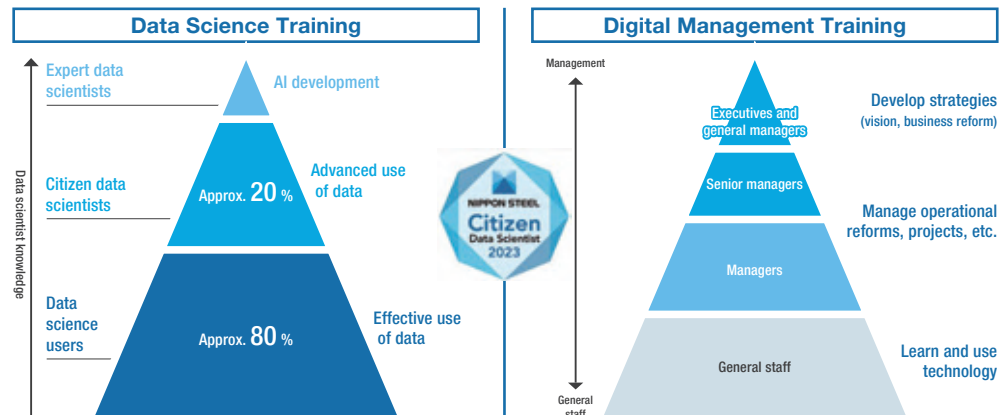 Data Science Training
Data scientist knowledge
Expert data
scientists
AI development
Citizen data
scientists
Approx. 20 %
Advanced use
of data
Data
science
users
Approx. 80 %
Effective use
of data
NIPPON STEEL
Citizen
Data Scientist
2023
Digital Management Training
Management
General
staff
Executives and
general managers
Develop strategies
(vision, business reform)
Senior managers
Manage operational
reforms, projects, etc.
Managers
General staff
Learn and use
technology